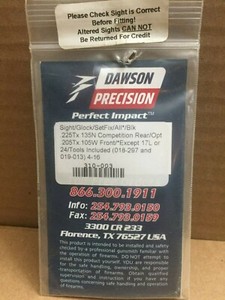 Please Check Sight is Correct
Before Fitting!
Altered Sights CAN NOT
Be Returned For Credit
DAWSON
PRECISION
Perfect Impact™
Sight/Glock/SetFix/All*/Blk
.225Tx 135N Competition Rear/Opt
.205Tx 105W Front/*Except 17L or
24/Tools Included (018-297 and
019-013) 4-16
310-003
866.300.1911
Info: 254.793.0150
Fax: 254.793.0159
3300 CR 233
Florence, TX 76527 USA
This product is intended to be installed and safety
checked by a professional gunsmith familiar with
the operation of firearms. Do NOT attempt to
install this product yourself. YOU are responsible
for the safe handling, ownership, and proper
transportation of firearms. Obtain qualified
supervision and instruction if you have any
questions concerning safe handling and operation
of firearms.